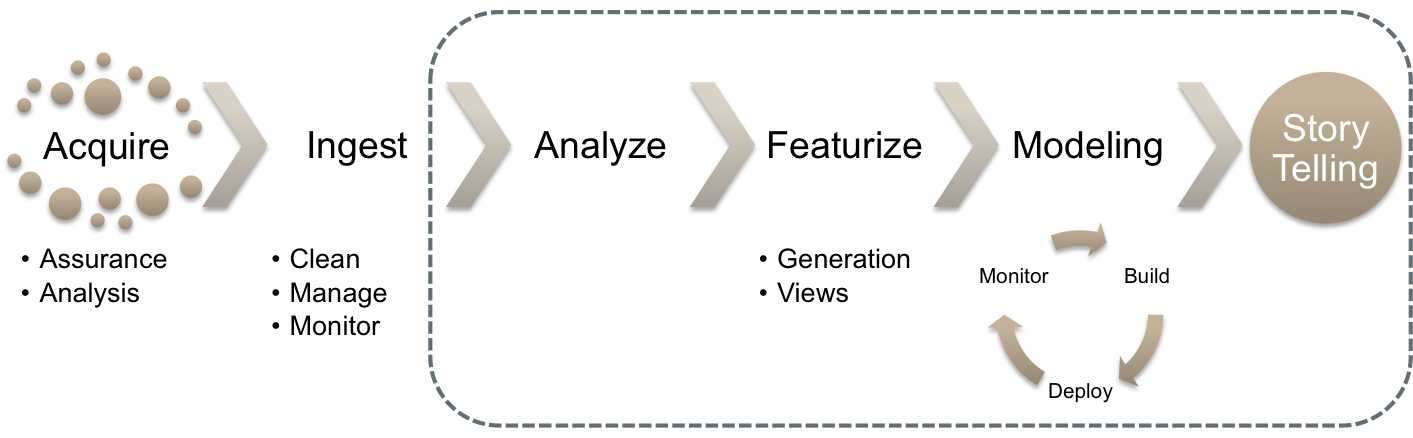 Acquire
Ingest
Analyze
Featurize
Modeling
Story
Telling
• Assurance
• Analysis
• Clean
• Manage
• Monitor
• Generation
• Views
Monitor
Build
Deploy